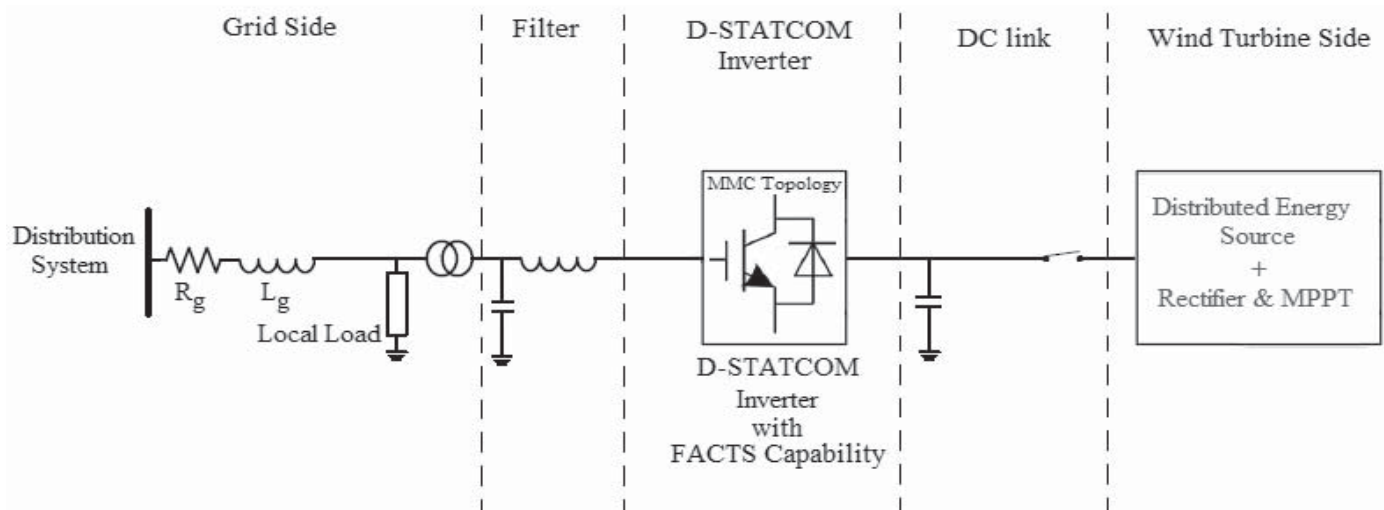 Grid Side
Filter
D-STATCOM
Inverter
DC link
Wind Turbine Side
Distribution
System
Rg
Lg
Local Load
MMC Topology
D-STATCOM
Inverter
with
FACTS Capability
Distributed Energy
Source
+
Rectifier & MPPT